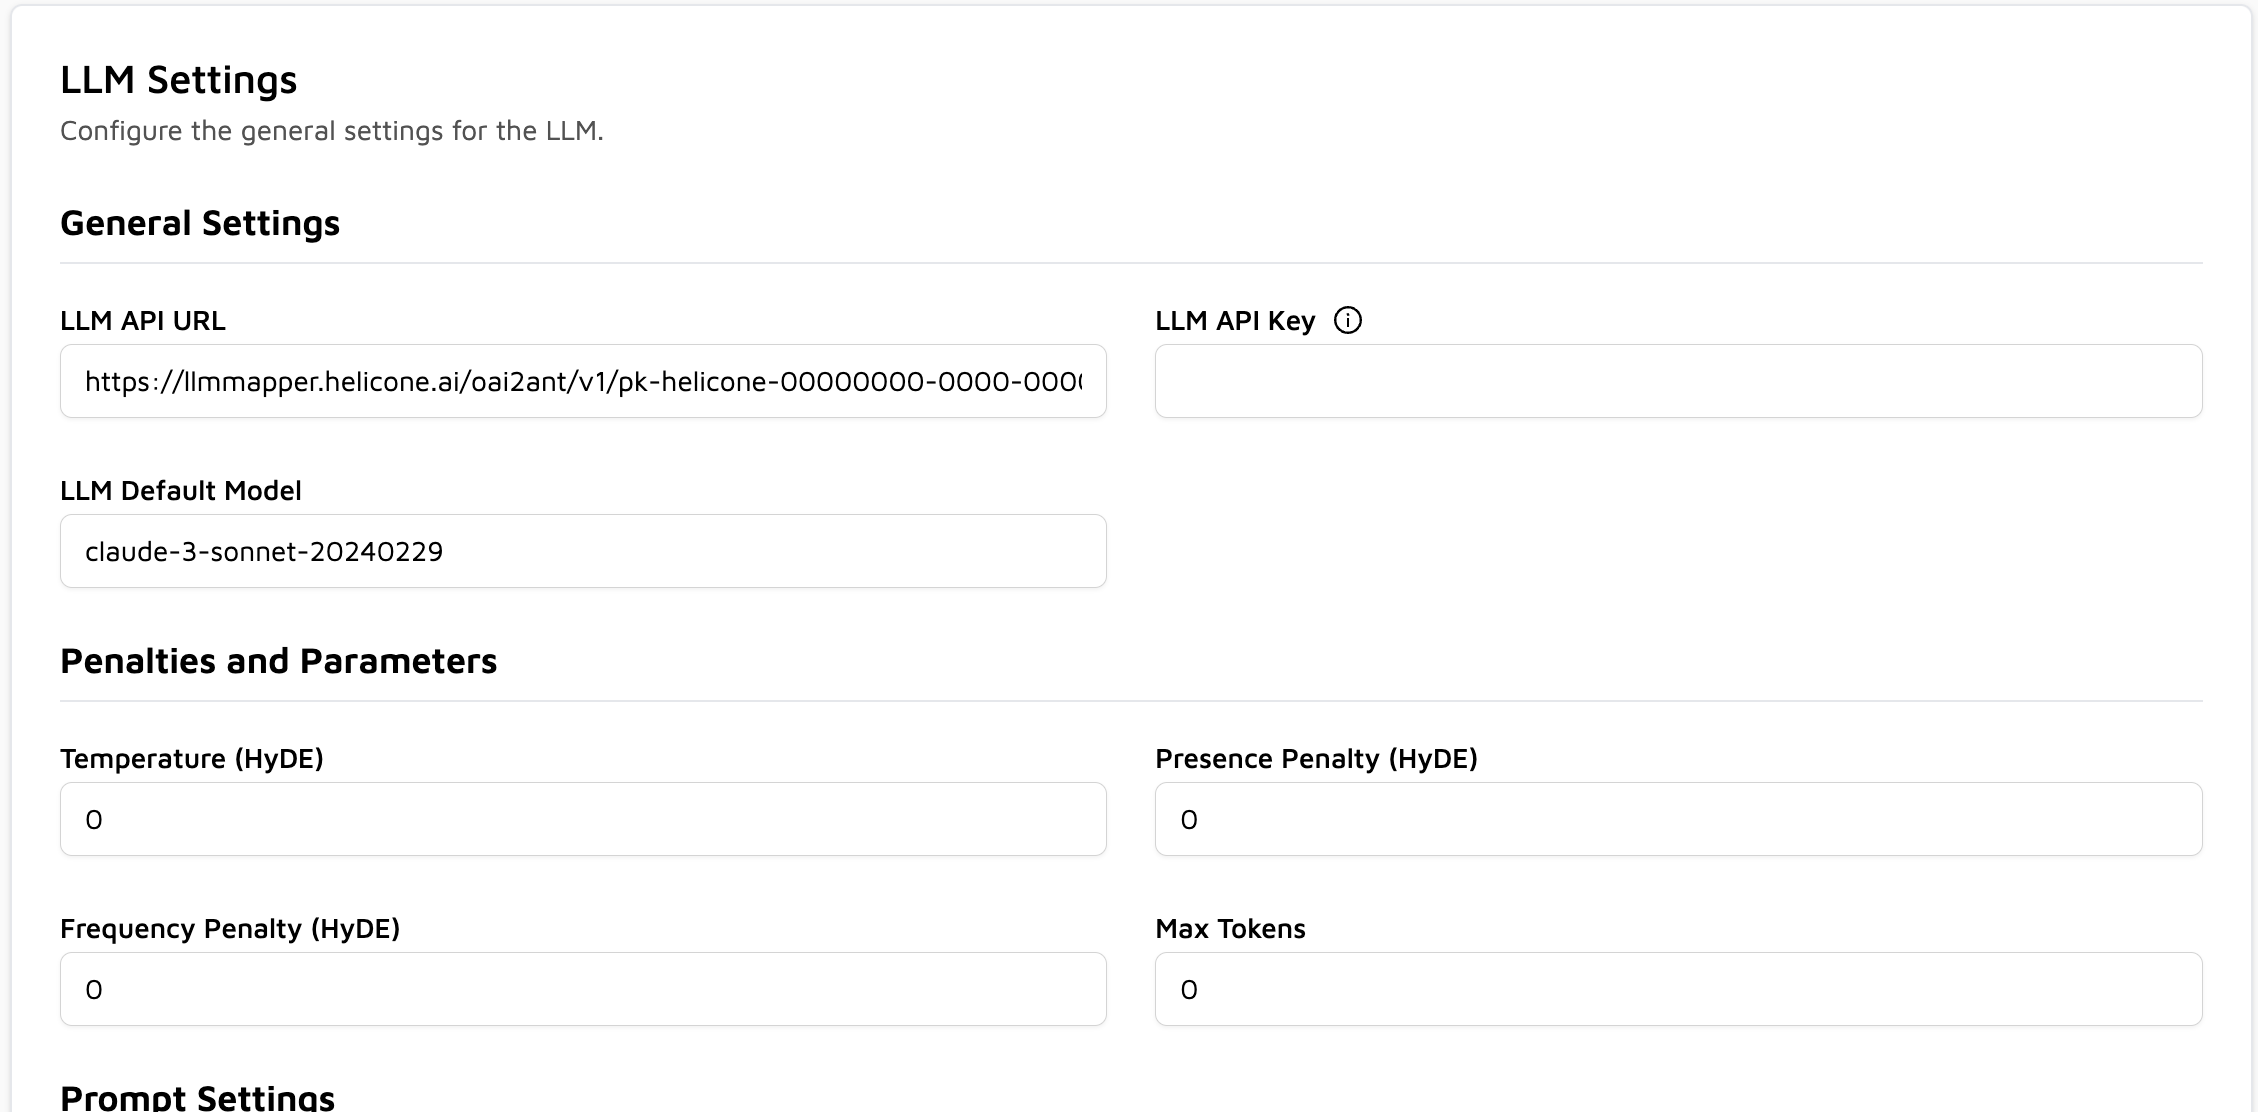 LLM Settings
Configure the general settings for the LLM.
General Settings
LLM API URL
https://llmmapper.helicone.ai/oai2ant/v1/pk-helicone-00000000-0000-000
LLM API Key
LLM Default Model
claude-3-sonnet-20240229
Penalties and Parameters
Temperature (HyDE)
0
Presence Penalty (HyDE)
0
Frequency Penalty (HyDE)
0
Max Tokens
0
Prompt Settings